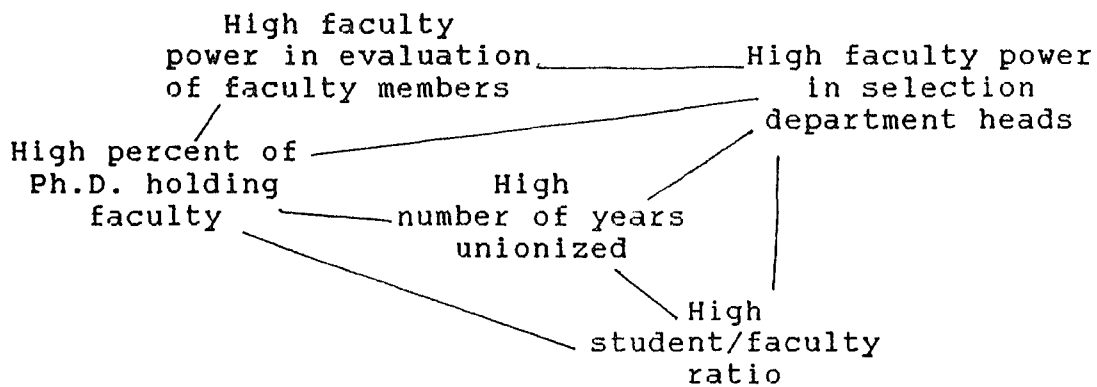 High faculty
power in evaluation
of faculty members
High faculty power
in selection
department heads
High percent of
Ph.D. holding
faculty
High
number of years
unionized
High
student/faculty
ratio